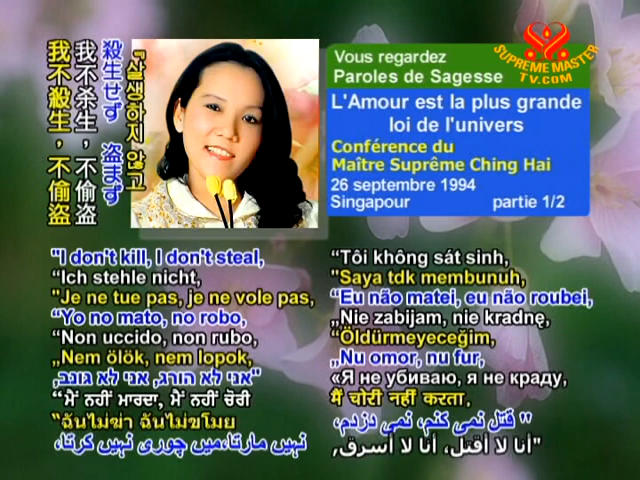 SUPREME MASTER
TV.COM
我不殺生，不偷盜
我不杀生，不偷盗
殺生せず 盗まず
"살생하지 않고
Vous regardez
Paroles de Sagesse
L'Amour est la plus grande
loi de l'univers
Conférence du
Maître Suprême Ching Hai
26 septembre 1994
Singapour partie 1/2
"I don't kill, I don't steal,
“Ich stehle nicht,
"Je ne tue pas, je ne vole pas,
“Yo no mato, no robo,
“Non uccido, non rubo,
„Nem ölök, nem lopok,
"אני לא הורג, אני לא גונב,
“ਮੈਂ ਨਹੀਂ ਮਾਰਦਾ, ਮੈਂ ਨਹੀਂ ਚੋਰੀ
“ฉันไม่ฆ่า ฉันไม่ขโมย
نہیں مارتا،میں چوری نہیں کرتا،
“Tôi không sát sinh,
"Saya tdk membunuh,
“Eu não matei, eu não roubei,
„Nie zabijam, nie kradnę,
“Öldürmeyeceğim,
„Nu omor, nu fur,
«Я не убиваю, я не краду,
मैं चोरी नहीं करता,
" قتل نمی کنم، نمی دزدم،
"أنا لا أقتل، أنا لا أسرق,